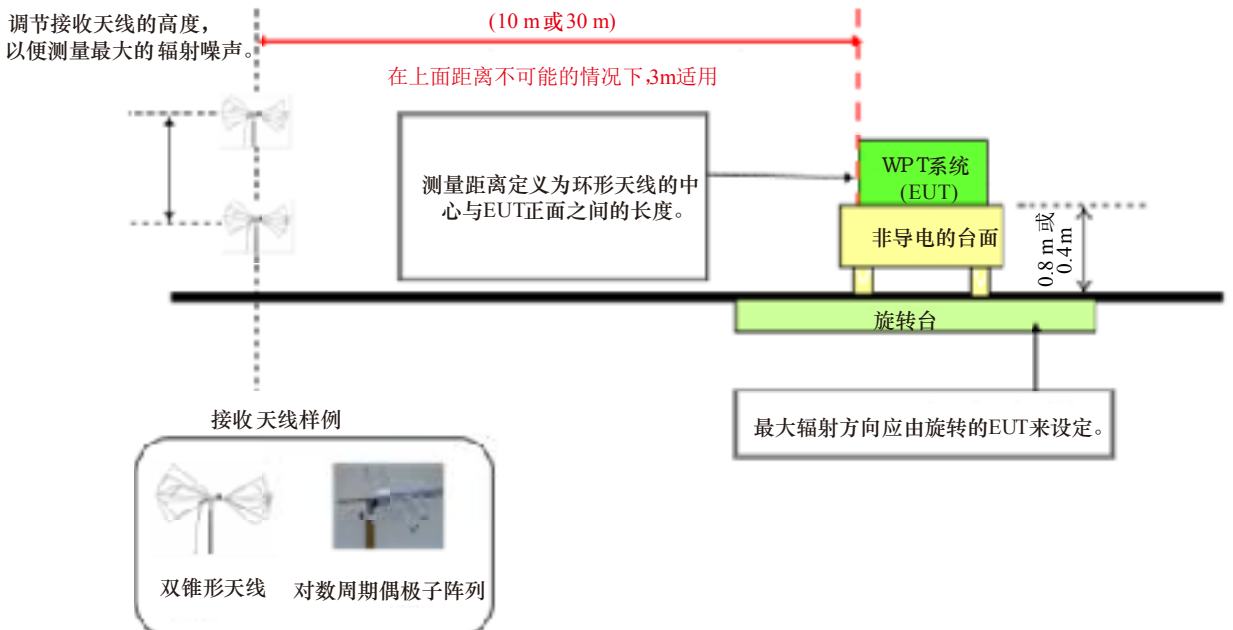 调节接收天线的高度，
以便测量最大的辐射噪声。
(10 m或30 m)
在上面距离不可能的情况下,3m适用
测量距离定义为环形天线的中
心与EUT正面之间的长度。
WPT系统
(EUT)
非导电的台面
0.8 m 或
0.4m
旋转台
最大辐射方向应由旋转的EUT来设定。
接收天线样例
双锥形天线
对数周期偶极子阵列